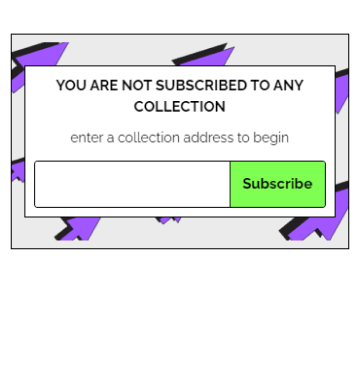 YOU ARE NOT SUBSCRIBED TO ANY
COLLECTION
enter a collection address to begin
Subscribe